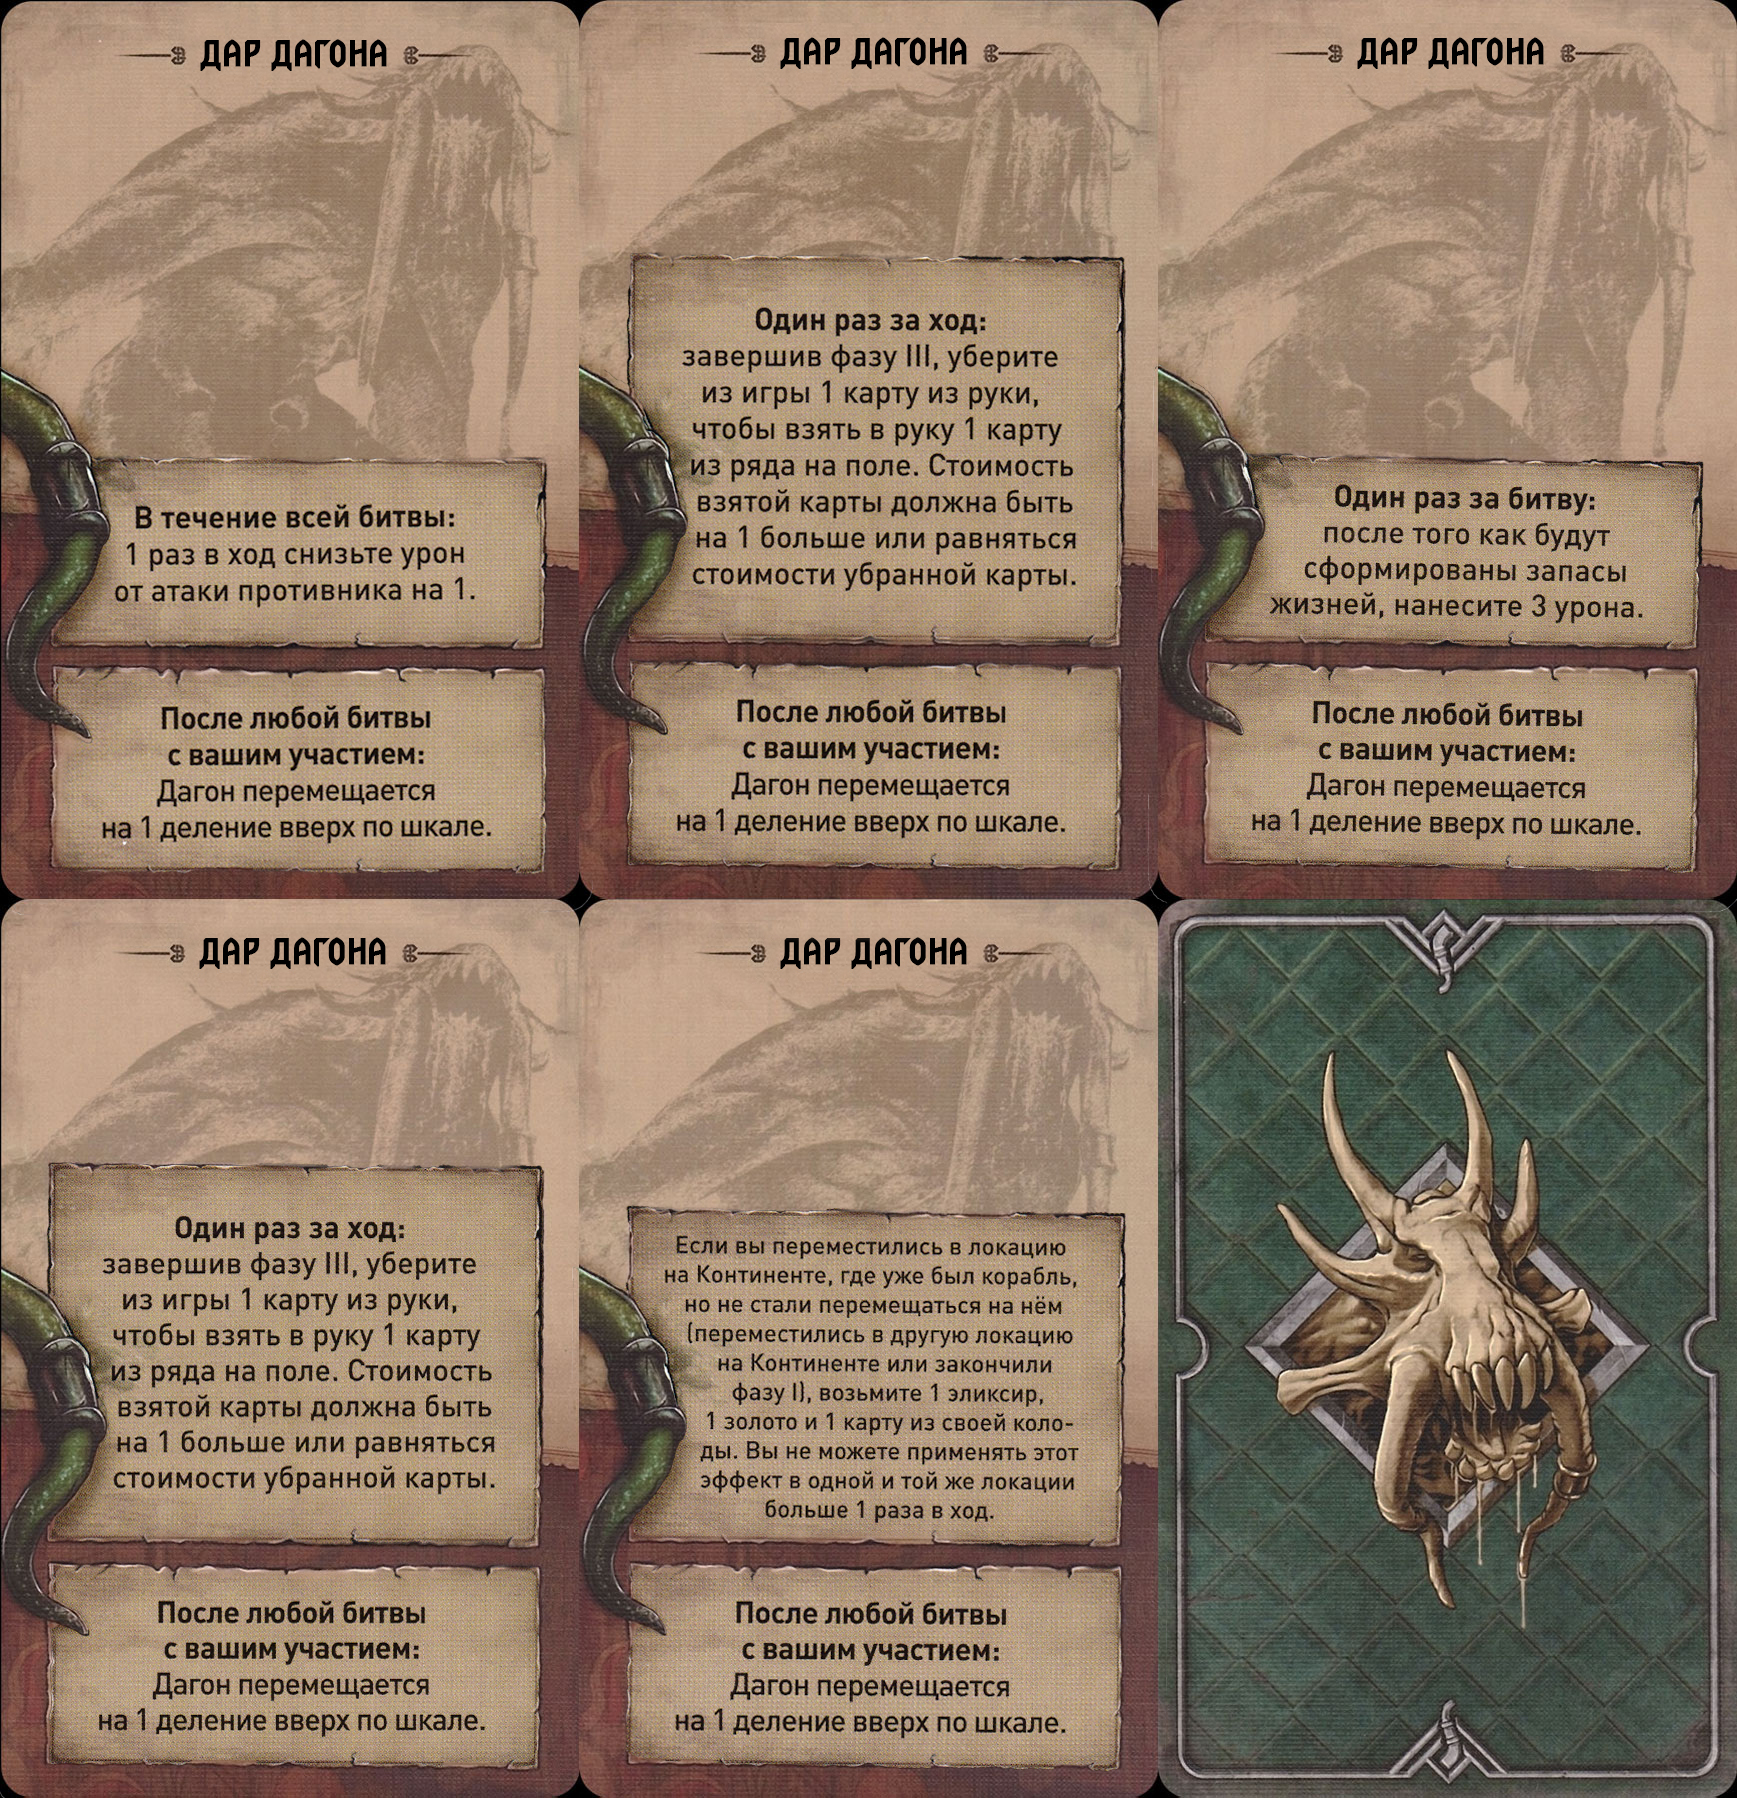 ДАР ДАГОНА
В течение всей битвы:
1 раз в ход снизьте урон
от атаки противника на 1.
После любой битвы
с вашим участием:
Дагон перемещается
на 1 деление вверх по шкале.
ДАР ДАГОНА
Один раз за ход:
завершив фазу III, уберите
из игры 1 карту из руки,
чтобы взять в руку 1 карту
из ряда на поле. Стоимость
взятой карты должна быть
на 1 больше или равняться
стоимости убранной карты.
После любой битвы
с вашим участием:
Дагон перемещается
на 1 деление вверх по шкале.
ДАР ДАГОНА
Один раз за битву:
после того как будут
сформированы запасы
жизней, нанесите 3 урона.
После любой битвы
с вашим участием:
Дагон перемещается
на 1 деление вверх по шкале.
ДАР ДАГОНА
Один раз за ход:
завершив фазу III, уберите
из игры 1 карту из руки,
чтобы взять в руку 1 карту
из ряда на поле. Стоимость
взятой карты должна быть
на 1 больше или равняться
стоимости убранной карты.
После любой битвы
с вашим участием:
Дагон перемещается
на 1 деление вверх по шкале.
ДАР ДАГОНА
Если вы переместились в локацию
на Континенте, где уже был корабль,
но не стали перемещаться на нём
(переместились в другую локацию
на Континенте или закончили
фазу I), возьмите 1 эликсир,
1 золото и 1 карту из своей коло-
ды. Вы не можете применять этот
эффект в одной и той же локации
больше 1 раза в ход.
После любой битвы
с вашим участием:
Дагон перемещается
на 1 деление вверх по шкале.